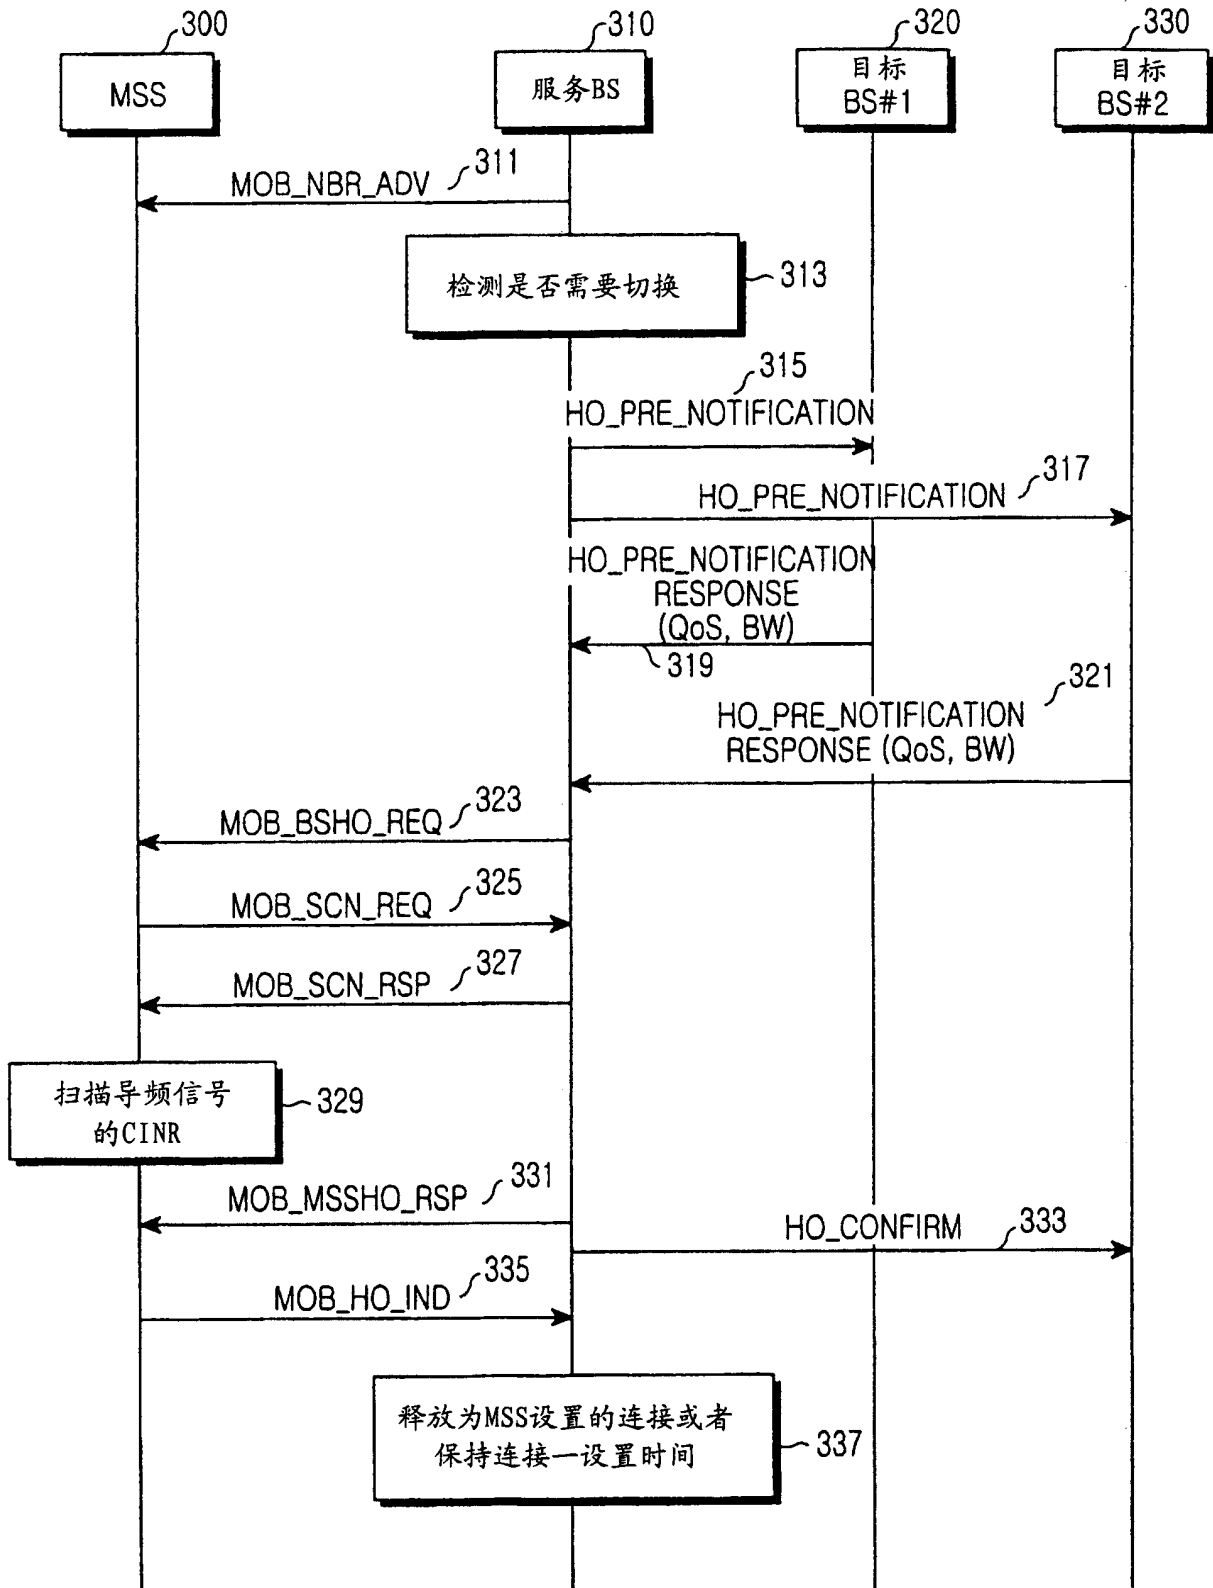 300
310
320
330
MSS
服务BS
目标
BS#1
目标
BS#2
MOB_NBR_ADV
311
检测是否需要切换
313
315
HO_PRE_NOTIFICATION
317
HO_PRE_NOTIFICATION
HO_PRE_NOTIFICATION
RESPONSE
(QoS, BW)
319
321
HO_PRE_NOTIFICATION
RESPONSE (QoS, BW)
323
MOB_BSHO_REQ
325
MOB_SCN_REQ
327
MOB_SCN_RSP
扫描导频信号
的CINR
329
331
MOB_MSSHO_RSP
333
HO_CONFIRM
335
MOB_HO_IND
释放为MSS设置的连接或者
保持连接一设置时间
337